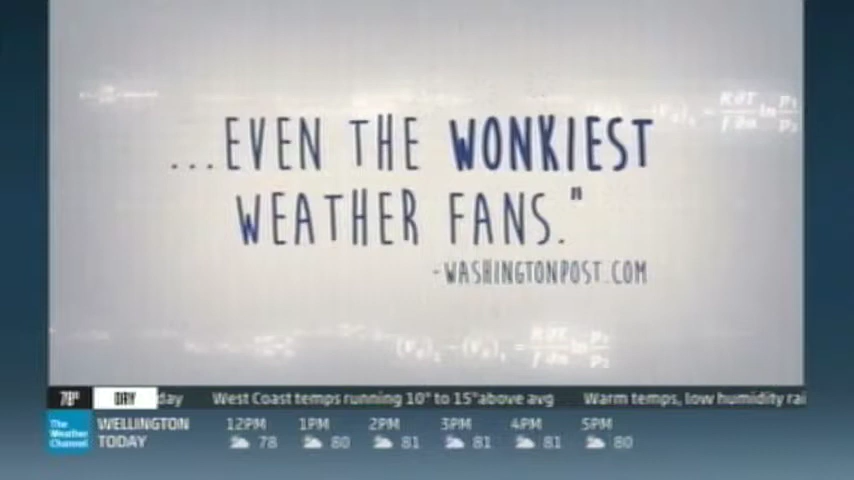 ...EVEN THE WONKIEST
WEATHER FANS."
-WASHINGTONPOST.COM
78° DAY day West Coast temps running 10° to 15°above avg Warm temps, low humidity rai
The Weather Channel
WELLINGTON TODAY
12PM 1PM 2PM 3PM 4PM 5PM
78 80 81 81 81 80